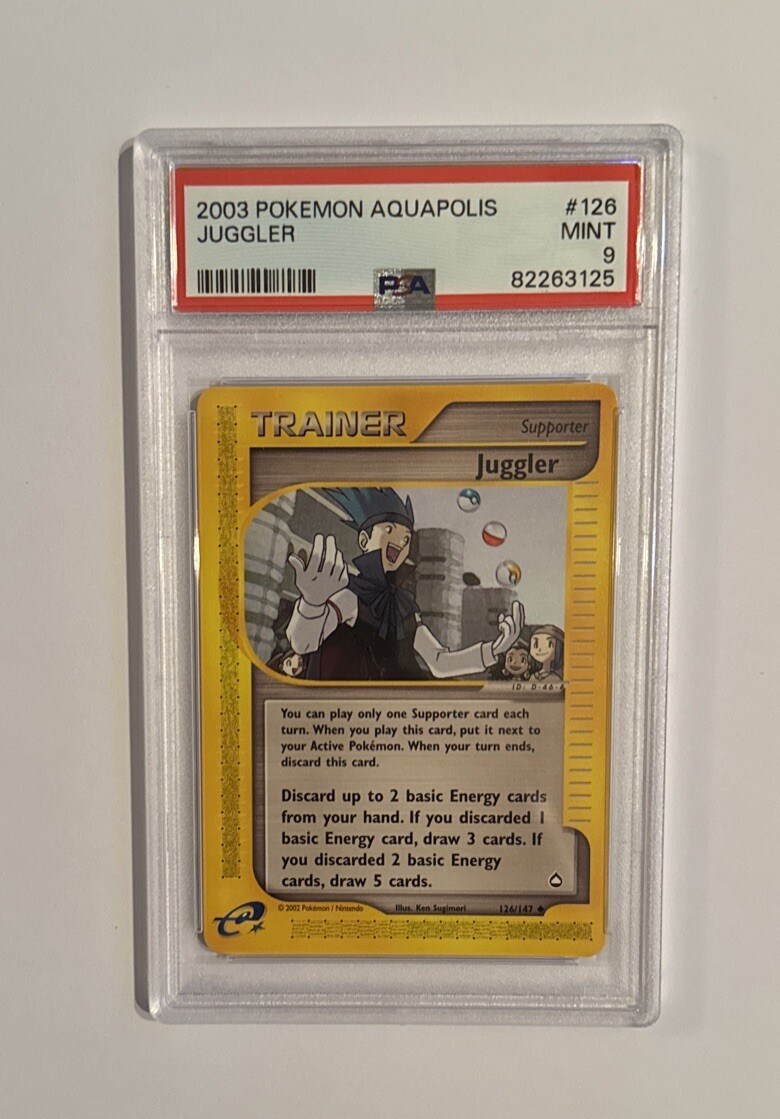 2003 POKEMON AQUAPOLIS #126
JUGGLER MINT
9
PSA 82263125
TRAINER Supporter
Juggler
You can play only one Supporter card each
turn. When you play this card, put it next to
your Active Pokémon. When your turn ends,
discard this card.
Discard up to 2 basic Energy cards
from your hand. If you discarded 1
basic Energy card, draw 3 cards. If
you discarded 2 basic Energy
cards, draw 5 cards.
© 2002 Pokémon / Nintendo Illus. Ken Sugimori 126/147